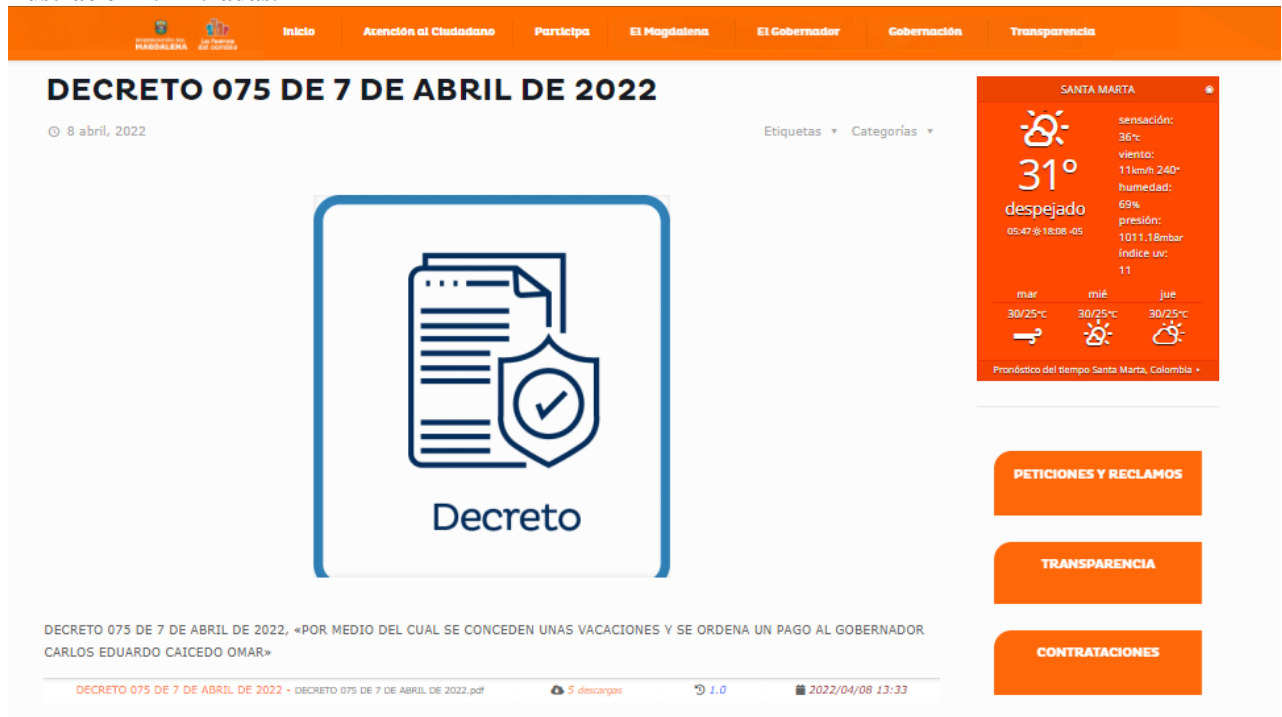 GOBERNACIÓN DEL
MAGDALENA
Inicio
Atención al Ciudadano
Participa
El Magdalena
El Gobernador
Gobernación
Transparencia
DECRETO 075 DE 7 DE ABRIL DE 2022
8 abril, 2022
Etiquetas
Categorías
Decreto
DECRETO 075 DE 7 DE ABRIL DE 2022, «POR MEDIO DEL CUAL SE CONCEDEN UNAS VACACIONES Y SE ORDENA UN PAGO AL GOBERNADOR
CARLOS EDUARDO CAICEDO OMAR»
DECRETO 075 DE 7 DE ABRIL DE 2022 - DECRETO 075 DE 7 DE ABRIL DE 2022.pdf
5 descargas
1.0
2022/04/08 13:33
SANTA MARTA
31°
despejado
05:47 18:08 -05
sensación:
36°C
viento:
11km/h 240°
humedad:
69%
presión:
1011.18mbar
índice uv:
11
mar mié jue
30/25°C 30/25°C 30/25°C
Pronóstico del tiempo Santa Marta, Colombia ▸
PETICIONES Y RECLAMOS
TRANSPARENCIA
CONTRATACIONES